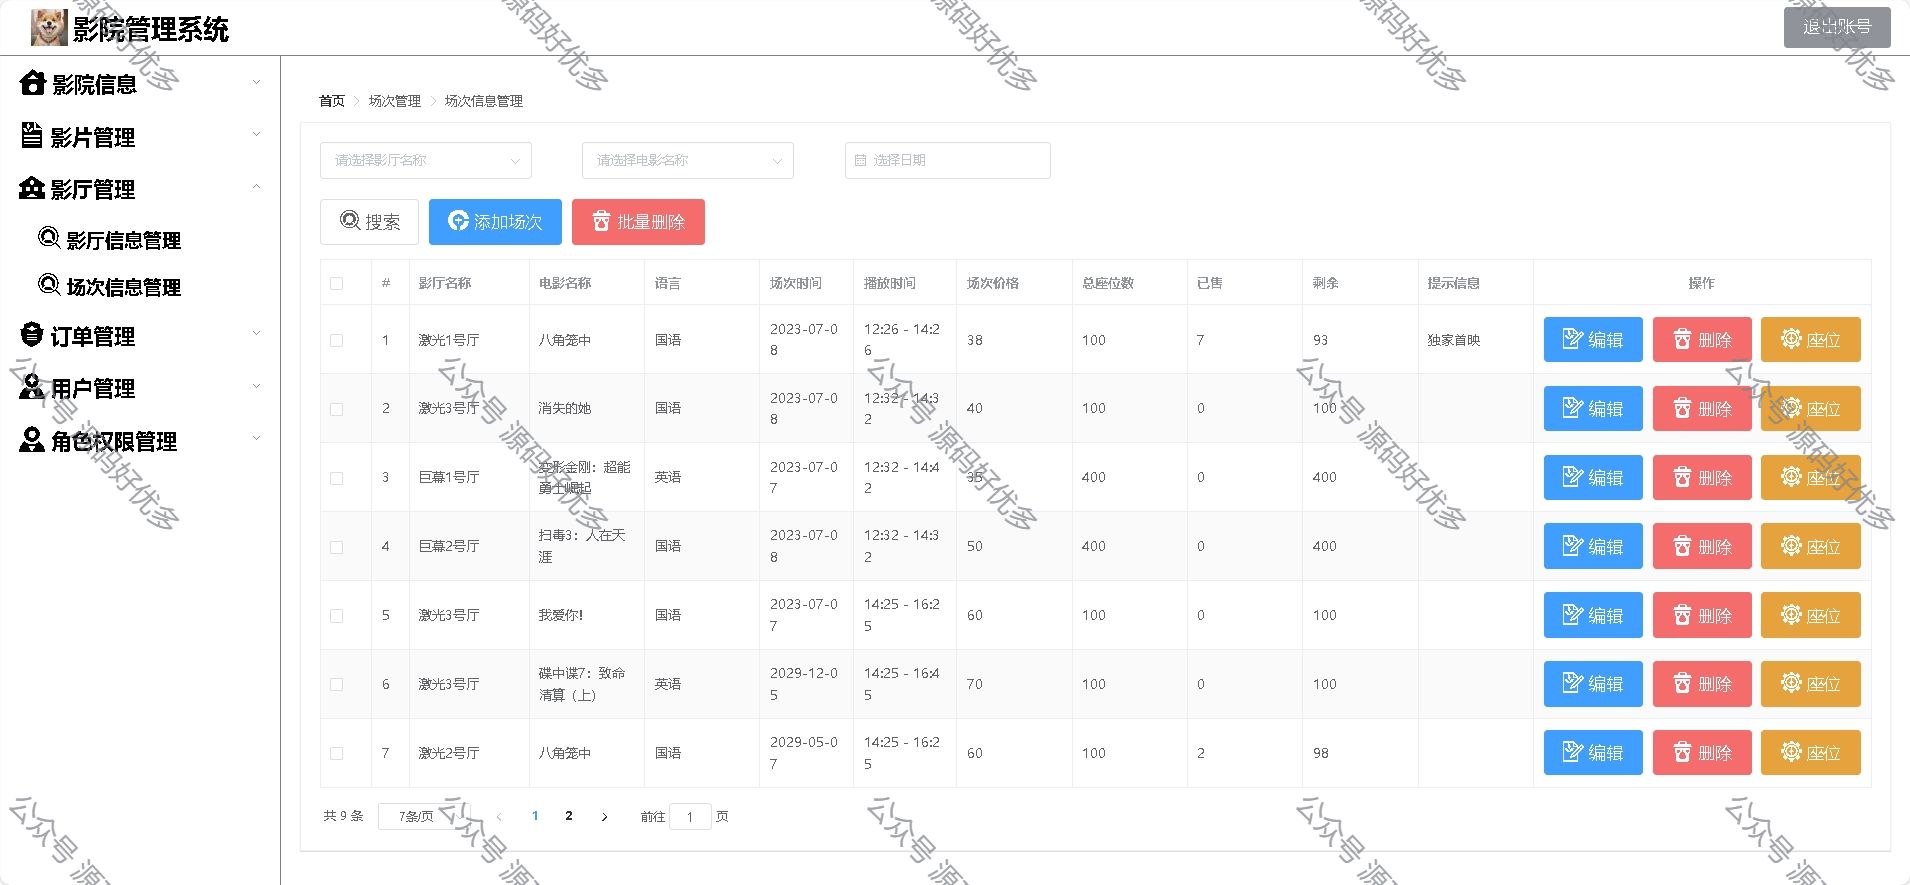 影院管理系统
退出账号
影院信息
影片管理
影厅管理
影厅信息管理
场次信息管理
订单管理
用户管理
角色权限管理
首页 > 场次管理 > 场次信息管理
请选择影厅名称 请选择电影名称 选择日期
搜索 添加场次 批量删除
# 影厅名称 电影名称 语言 场次时间 播放时间 场次价格 总座位数 已售 剩余 提示信息 操作
1 激光1号厅 八角笼中 国语 2023-07-08 12:26 - 14:26 38 100 7 93 独家首映 编辑 删除 座位
2 激光3号厅 消失的她 国语 2023-07-08 12:32 - 14:32 40 100 0 100 编辑 删除 座位
3 巨幕1号厅 变形金刚：超能勇士崛起 英语 2023-07-07 12:32 - 14:42 35 400 0 400 编辑 删除 座位
4 巨幕2号厅 扫毒3：人在天涯 国语 2023-07-08 12:32 - 14:32 50 400 0 400 编辑 删除 座位
5 激光3号厅 我爱你! 国语 2023-07-07 14:25 - 16:25 60 100 0 100 编辑 删除 座位
6 激光3号厅 碟中谍7：致命清算（上） 英语 2029-12-05 14:25 - 16:45 70 100 0 100 编辑 删除 座位
7 激光2号厅 八角笼中 国语 2029-05-07 14:25 - 16:25 60 100 2 98 编辑 删除 座位
共 9 条 7条/页 < 1 2 > 前往 1 页
公众号 源码好优多